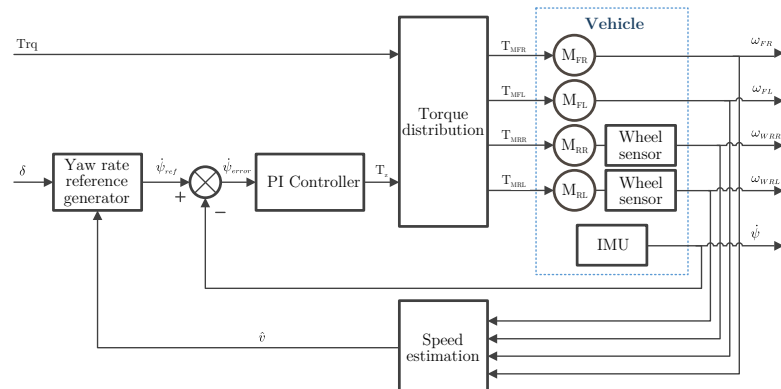 Vehicle
Trq
T_MFR
M_FR
ω_FR
T_MFL
M_FL
ω_FL
Torque
distribution
T_MRR
M_RR
Wheel
sensor
ω_WRR
δ
Yaw rate
reference
generator
ψ̇_ref
+
−
ψ̇_error
PI Controller
T_z
T_MRL
M_RL
Wheel
sensor
ω_WRL
IMU
ψ̇
v̂
Speed
estimation